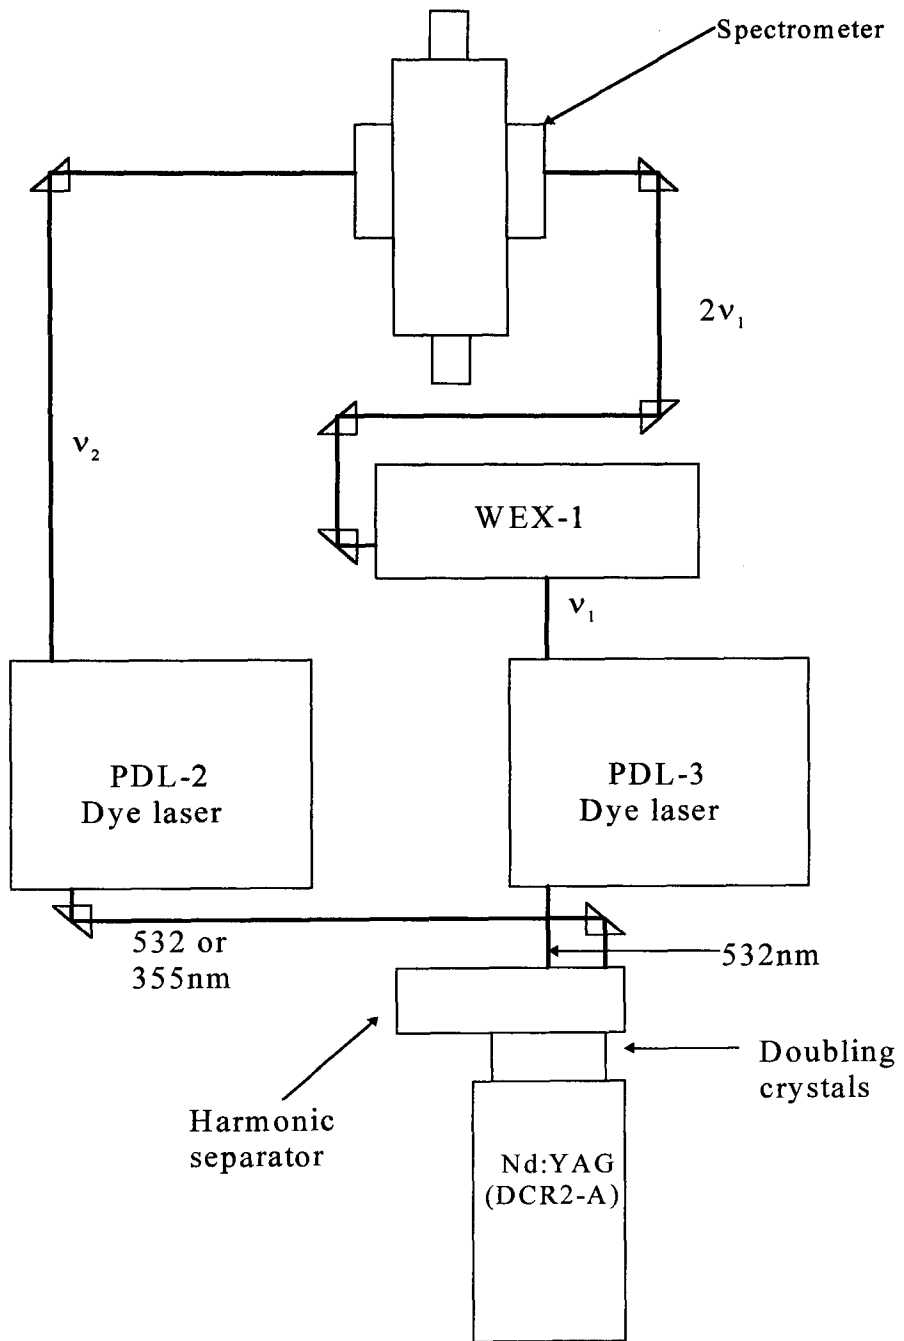 Spectrometer
2ν₁
ν₂
WEX-1
ν₁
PDL-2
Dye laser
PDL-3
Dye laser
532 or
355nm
532nm
Doubling
crystals
Harmonic
separator
Nd:YAG
(DCR2-A)